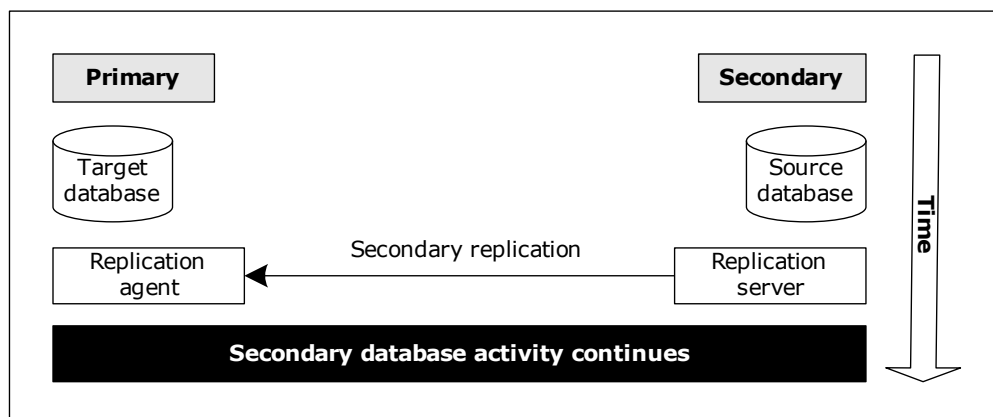 Primary
Secondary
Target
database
Source
database
Time
Secondary replication
Replication
agent
Replication
server
Secondary database activity continues